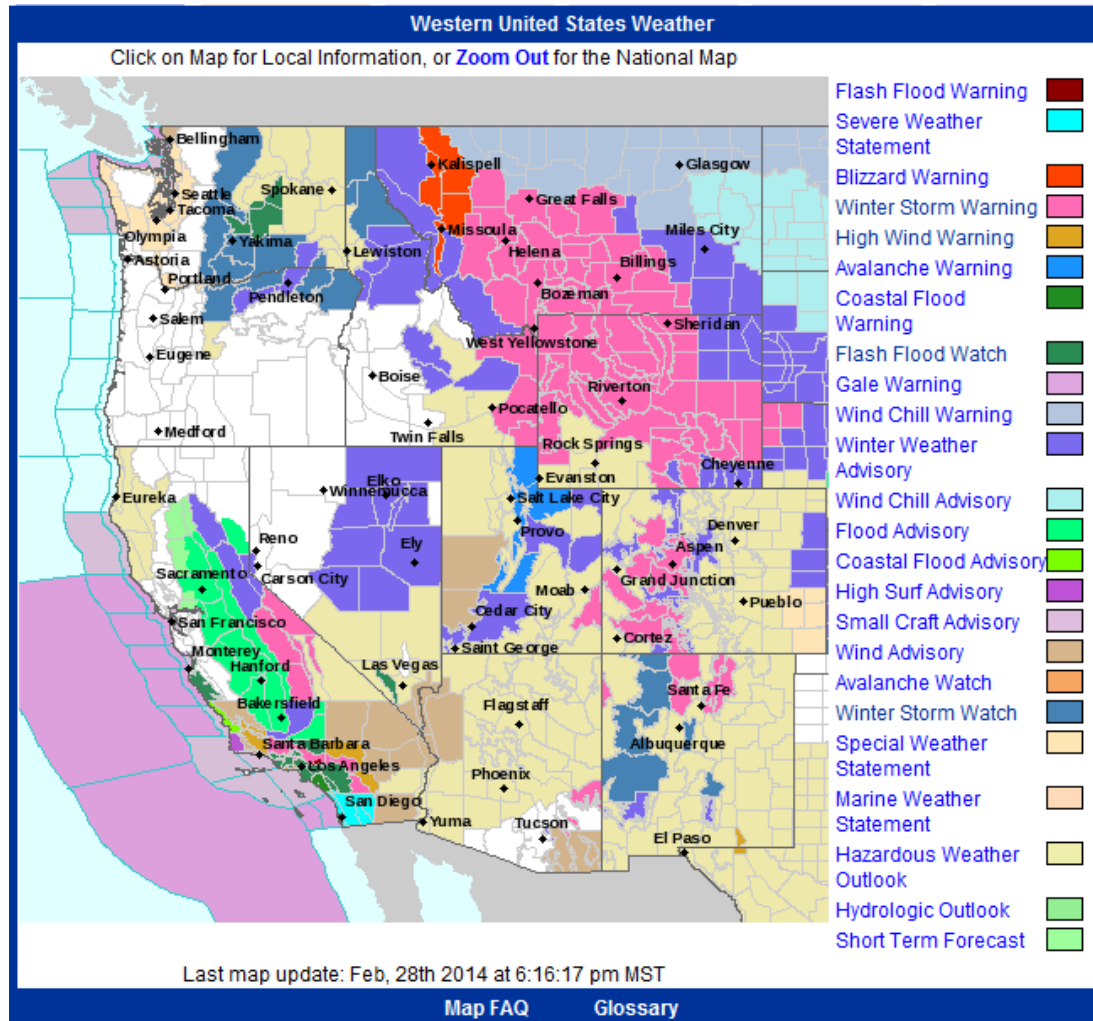 Western United States Weather
Click on Map for Local Information, or Zoom Out for the National Map
Bellingham
Seattle
Tacoma
Olympia
Spokane
Yakima
Astoria
Portland
Pendleton
Lewiston
Salem
Eugene
Medford
Kalispell
Glasgow
Great Falls
Missoula
Helena
Miles City
Billings
Bozeman
West Yellowstone
Sheridan
Boise
Riverton
Pocatello
Twin Falls
Rock Springs
Cheyenne
Evanston
Eureka
Winnemucca
Elko
Salt Lake City
Reno
Ely
Provo
Denver
Aspen
Sacramento
Carson City
Grand Junction
Moab
Pueblo
San Francisco
Cedar City
Cortez
Monterey
Saint George
Hanford
Las Vegas
Bakersfield
Flagstaff
Santa Fe
Albuquerque
Santa Barbara
Los Angeles
Phoenix
San Diego
Yuma
Tucson
El Paso
Flash Flood Warning
Severe Weather
Statement
Blizzard Warning
Winter Storm Warning
High Wind Warning
Avalanche Warning
Coastal Flood
Warning
Flash Flood Watch
Gale Warning
Wind Chill Warning
Winter Weather
Advisory
Wind Chill Advisory
Flood Advisory
Coastal Flood Advisory
High Surf Advisory
Small Craft Advisory
Wind Advisory
Avalanche Watch
Winter Storm Watch
Special Weather
Statement
Marine Weather
Statement
Hazardous Weather
Outlook
Hydrologic Outlook
Short Term Forecast
Last map update: Feb, 28th 2014 at 6:16:17 pm MST
Map FAQ Glossary